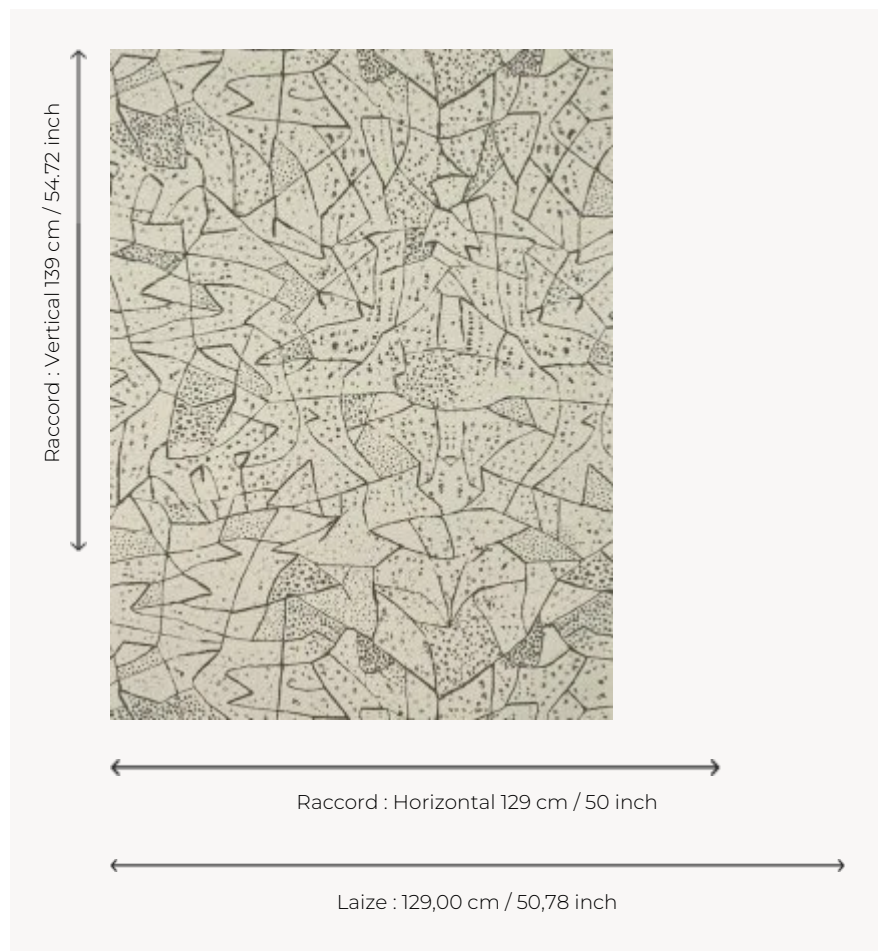 Raccord : Vertical 139 cm / 54.72 inch
Raccord : Horizontal 129 cm / 50 inch
Laize : 129,00 cm / 50,78 inch